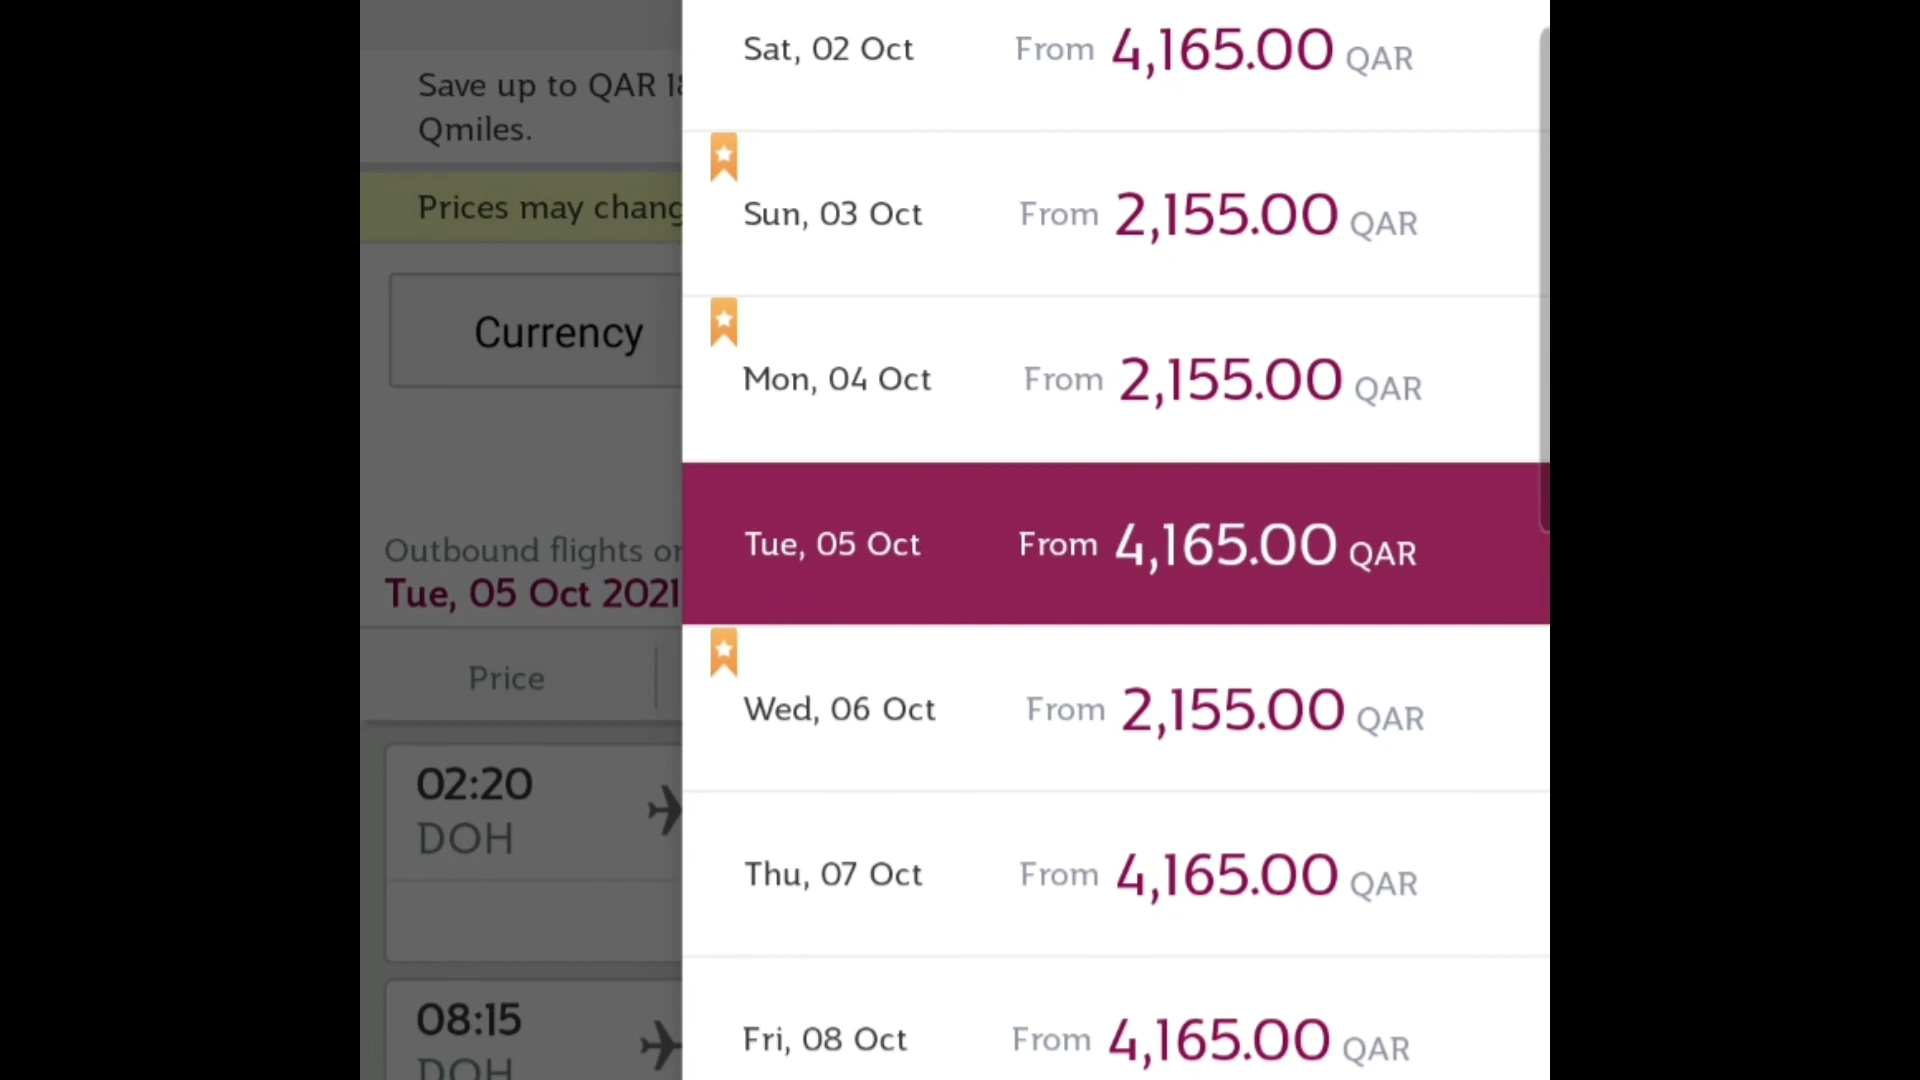 Save up to QAR
Qmiles.
Prices may
Currency
Outbound flights
Tue, 05 Oct 2021
Price
02:20
DOH
08:15
DOH
Sat, 02 Oct From 4,165.00 QAR
Sun, 03 Oct From 2,155.00 QAR
Mon, 04 Oct From 2,155.00 QAR
Tue, 05 Oct From 4,165.00 QAR
Wed, 06 Oct From 2,155.00 QAR
Thu, 07 Oct From 4,165.00 QAR
Fri, 08 Oct From 4,165.00 QAR